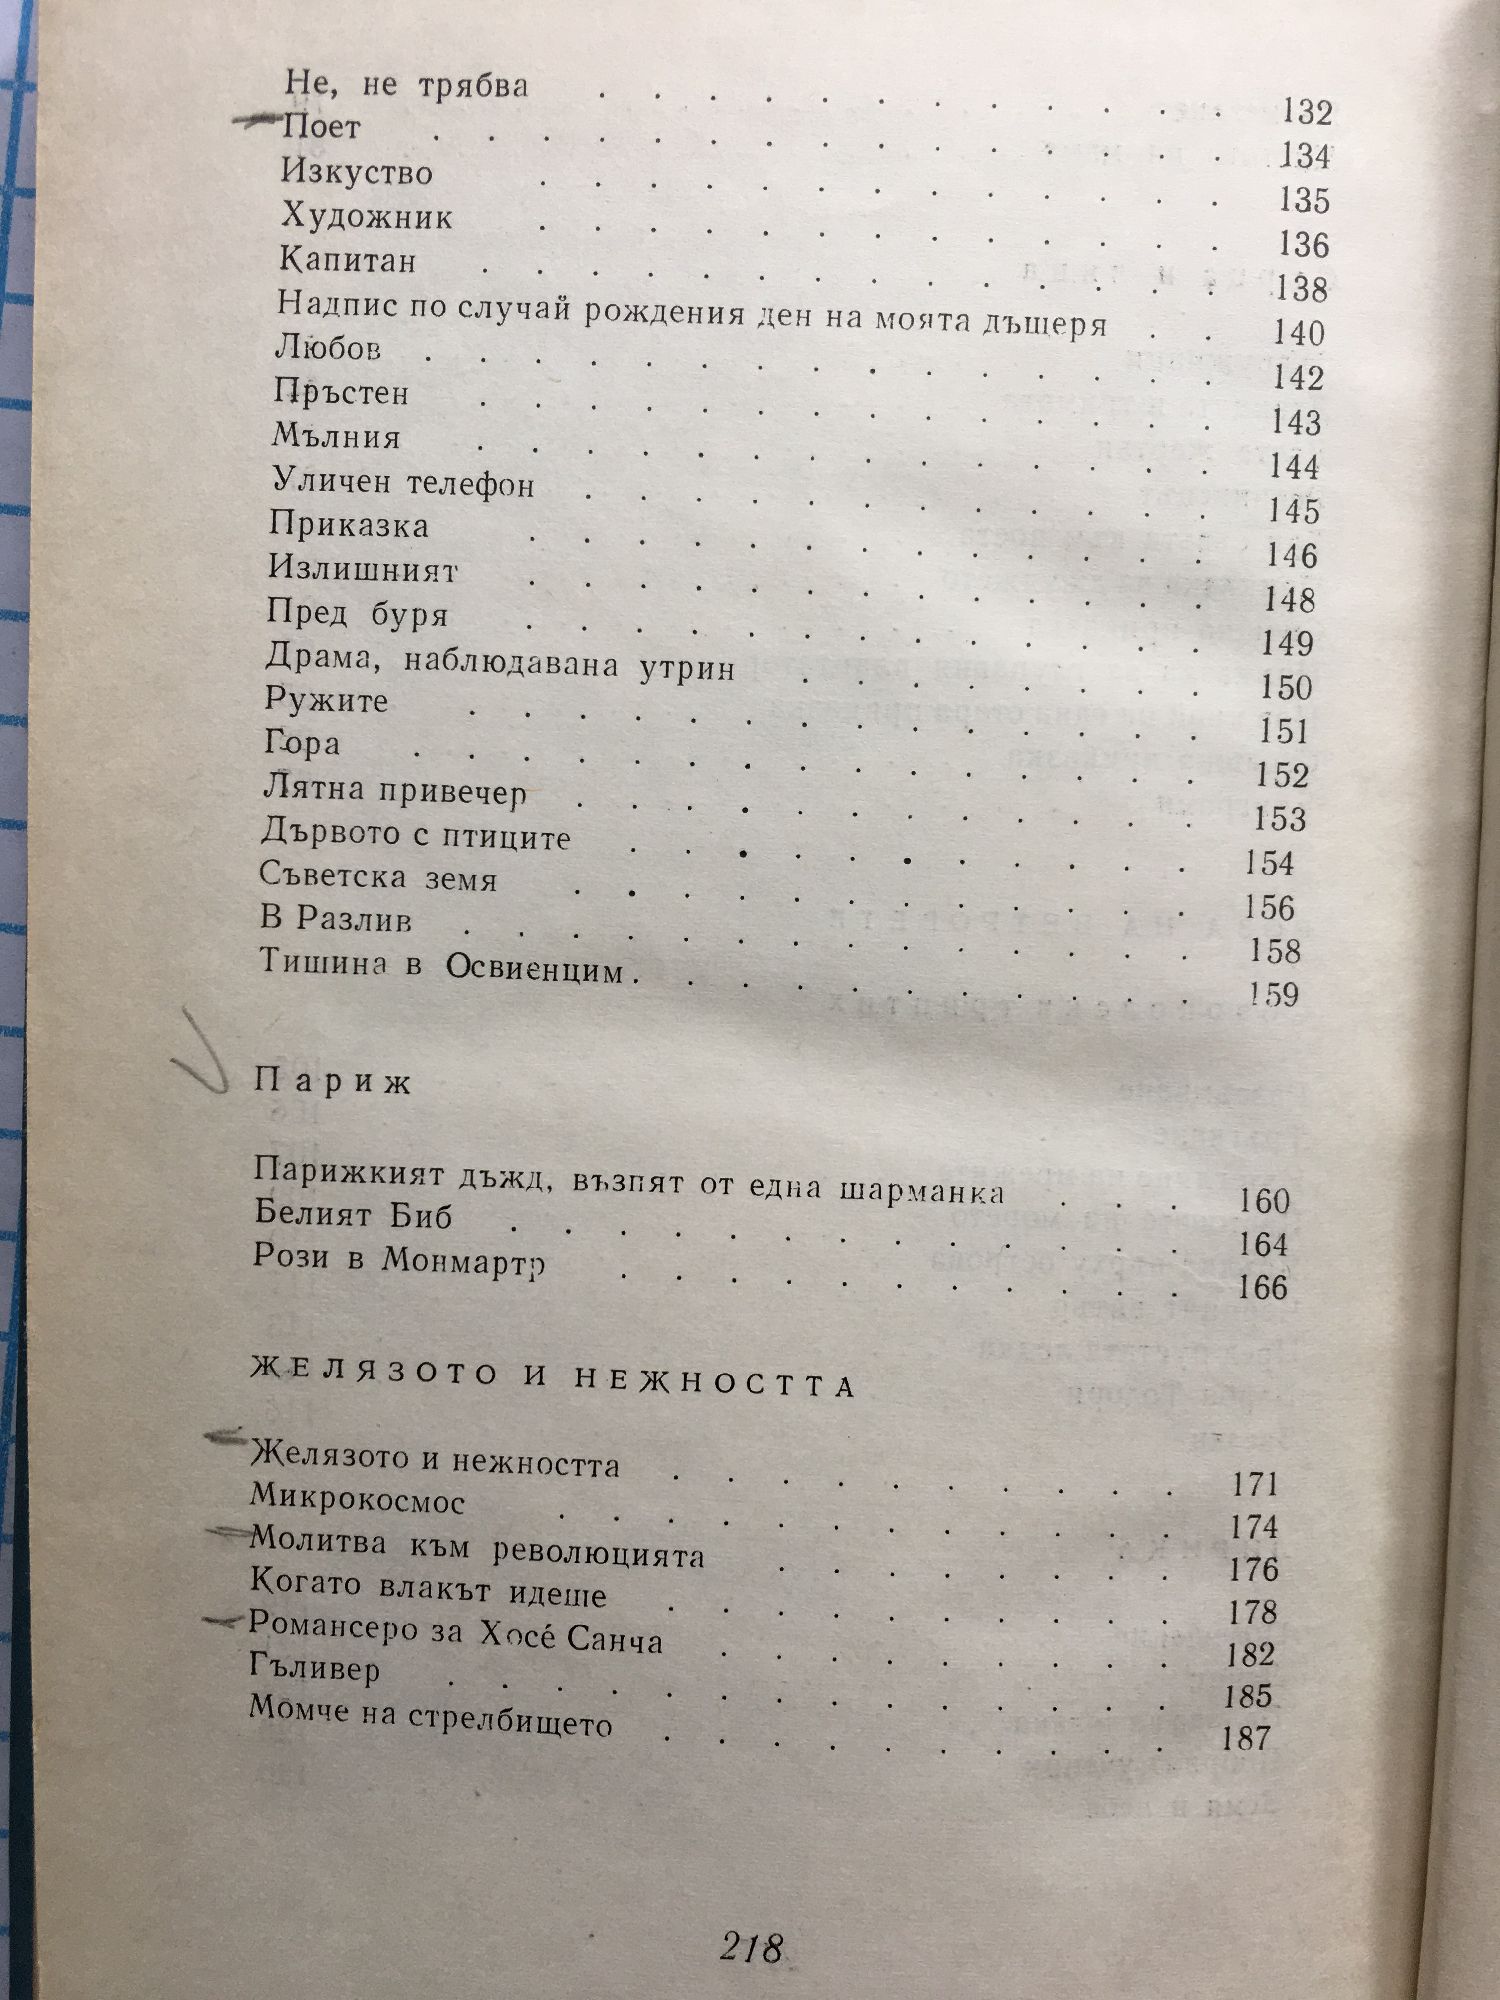 Не, не трябва . . . . . . . . . . . . 132
Поет . . . . . . . . . . . . . . . 134
Изкуство . . . . . . . . . . . . . 135
Художник . . . . . . . . . . . . . 136
Капитан . . . . . . . . . . . . . . 138
Надпис по случай рождения ден на моята дъщеря . . 140
Любов . . . . . . . . . . . . . . . 142
Пръстен . . . . . . . . . . . . . . 143
Мълния . . . . . . . . . . . . . . 144
Уличен телефон . . . . . . . . . . . . 145
Приказка . . . . . . . . . . . . . 146
Излишният . . . . . . . . . . . . . 148
Пред буря . . . . . . . . . . . . . 149
Драма, наблюдавана утрин . . . . . . . . 150
Ружите . . . . . . . . . . . . . . 151
Гора . . . . . . . . . . . . . . . 152
Лятна привечер . . . . . . . . . . . . 153
Дървото с птиците . . . . . . . . . . . 154
Съветска земя . . . . . . . . . . . . 156
В Разлив . . . . . . . . . . . . . . 158
Тишина в Освиенцим . . . . . . . . . . . 159
Париж
Парижкият дъжд, възпят от една шарманка . . . 160
Белият Биб . . . . . . . . . . . . . 164
Рози в Монмартр . . . . . . . . . . . 166
ЖЕЛЯЗОТО И НЕЖНОСТТА
Желязото и нежността . . . . . . . . . . 171
Микрокосмос . . . . . . . . . . . . 174
Молитва към революцията . . . . . . . . 176
Когато влакът идеше . . . . . . . . . . 178
Романсеро за Хосé Санча . . . . . . . . . 182
Гъливер . . . . . . . . . . . . . . 185
Момче на стрелбището . . . . . . . . . . 187
218